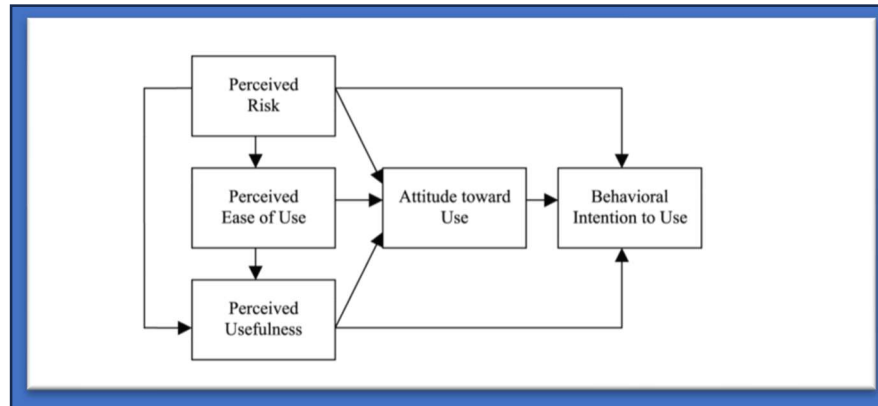 Perceived
Risk
Perceived
Ease of Use
Attitude toward
Use
Behavioral
Intention to Use
Perceived
Usefulness